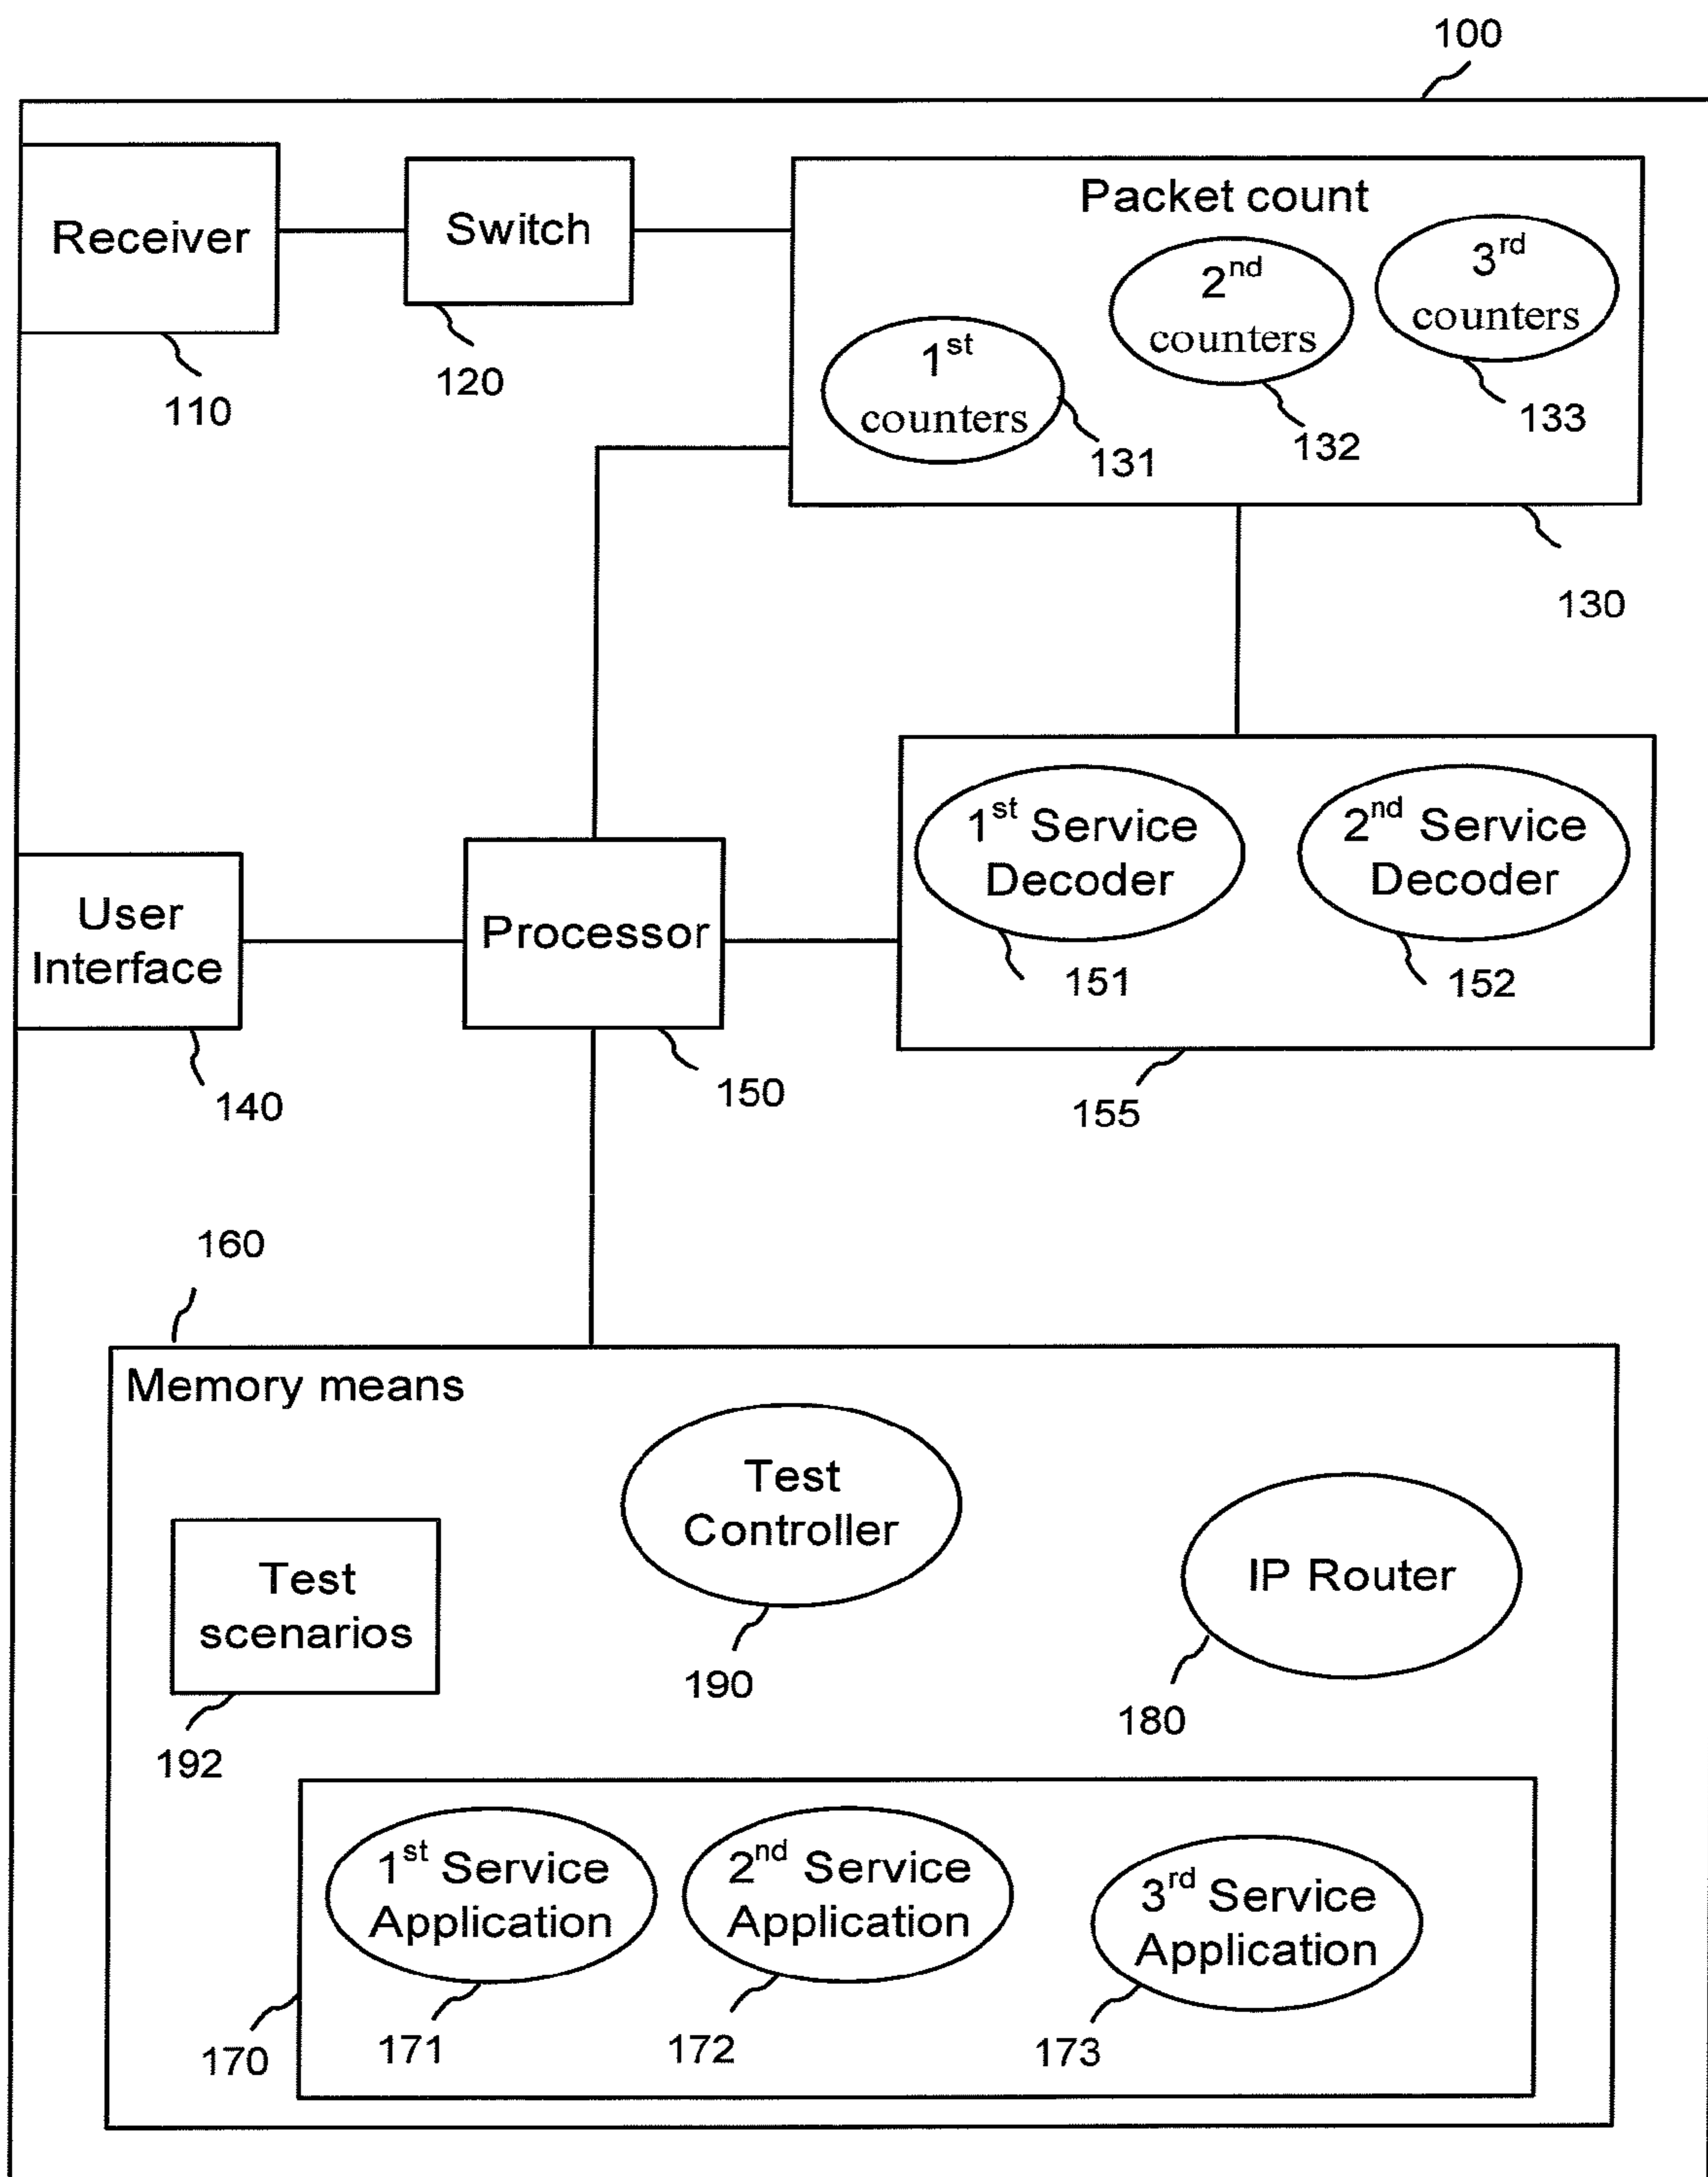 100
Receiver
Switch
Packet count
1st
counters
2nd
counters
3rd
counters
110
120
131
132
133
130
User
Interface
Processor
1st Service
Decoder
2nd Service
Decoder
151
152
140
150
155
160
Memory means
Test
Controller
Test
scenarios
IP Router
190
180
192
1st Service
Application
2nd Service
Application
3rd Service
Application
170
171
172
173